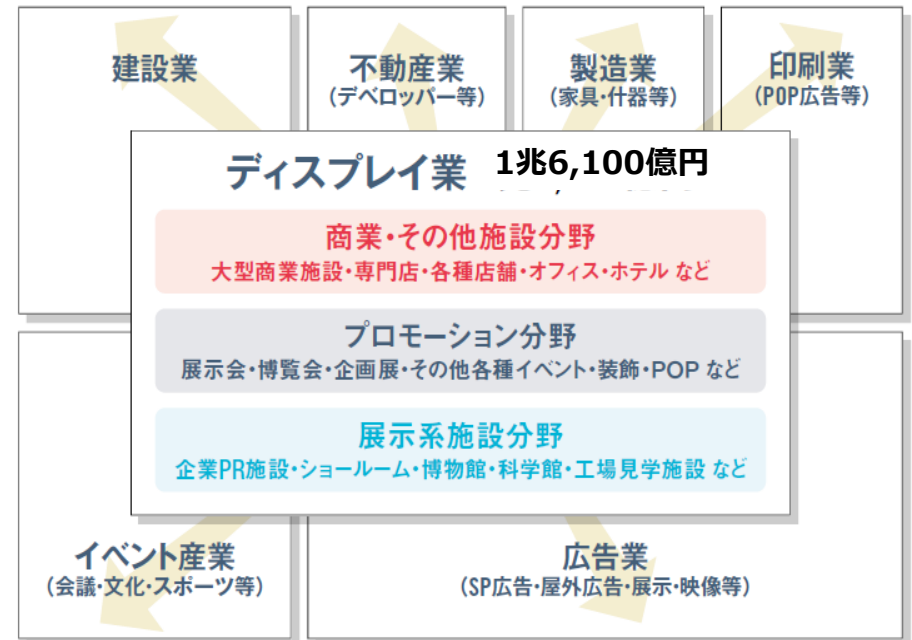 建設業
不動産業
(デベロッパー等)
製造業
(家具・什器等)
印刷業
(POP広告等)
ディスプレイ業 1兆6,100億円
商業・その他施設分野
大型商業施設・専門店・各種店舗・オフィス・ホテル など
プロモーション分野
展示会・博覧会・企画展・その他各種イベント・装飾・POP など
展示系施設分野
企業PR施設・ショールーム・博物館・科学館・工場見学施設 など
イベント産業
(会議・文化・スポーツ等)
広告業
(SP広告・屋外広告・展示・映像等)